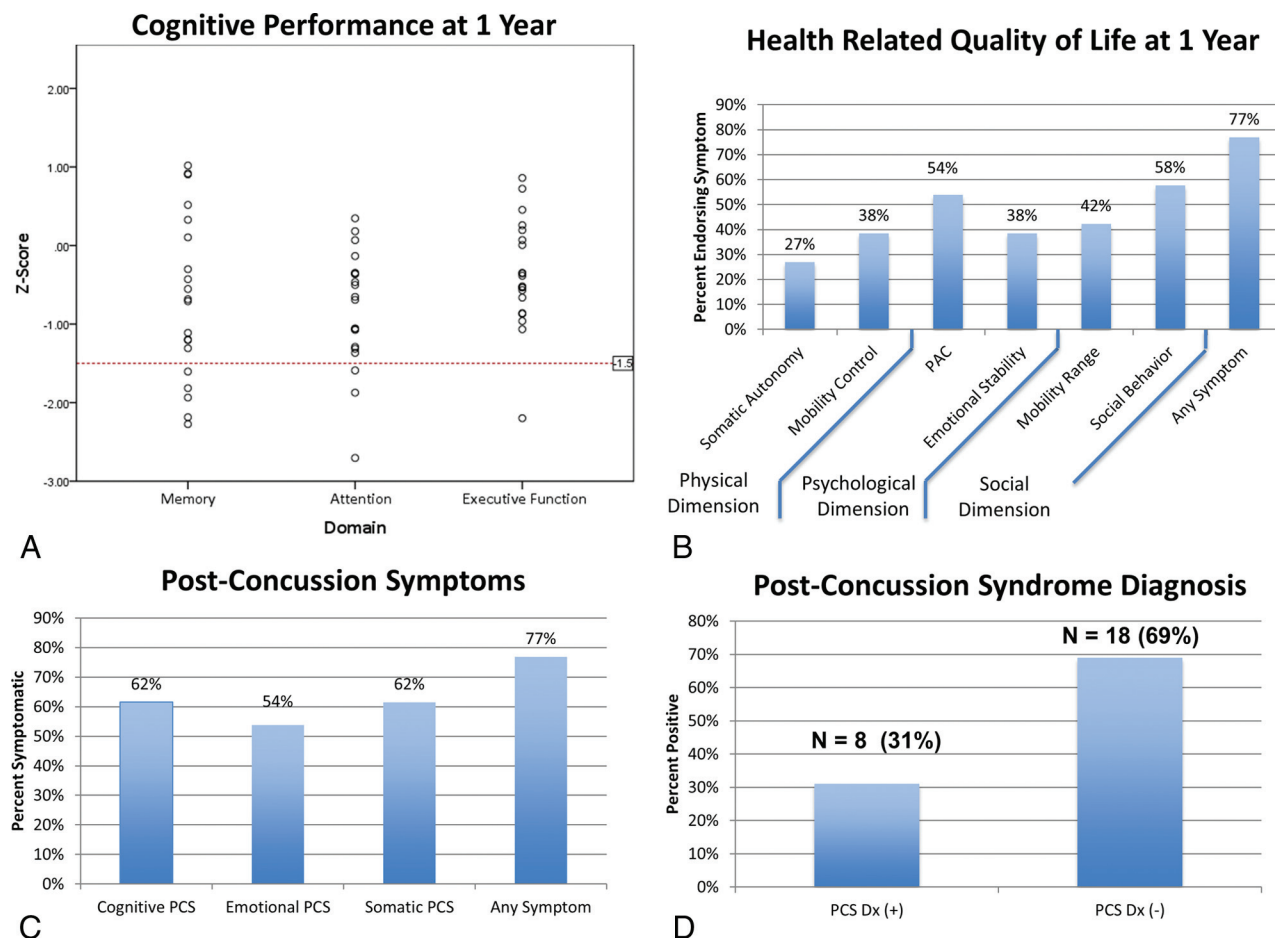 Cognitive Performance at 1 Year
2.00
1.00
.00
-1.00
-2.00
-3.00
Z-Score
-1.5
Memory
Attention
Executive Function
Domain
A
Health Related Quality of Life at 1 Year
Percent Endorsing Symptom
90%
80%
70%
60%
50%
40%
30%
20%
10%
0%
27%
38%
54%
38%
42%
58%
77%
Somatic Autonomy
Mobility Control
PAC
Emotional Stability
Mobility Range
Social Behavior
Any Symptom
Physical
Dimension
Psychological
Dimension
Social
Dimension
B
Post-Concussion Symptoms
Percent Symptomatic
90%
80%
70%
60%
50%
40%
30%
20%
10%
0%
62%
54%
62%
77%
Cognitive PCS
Emotional PCS
Somatic PCS
Any Symptom
C
Post-Concussion Syndrome Diagnosis
Percent Positive
80%
70%
60%
50%
40%
30%
20%
10%
0%
N = 8 (31%)
N = 18 (69%)
PCS Dx (+)
PCS Dx (-)
D